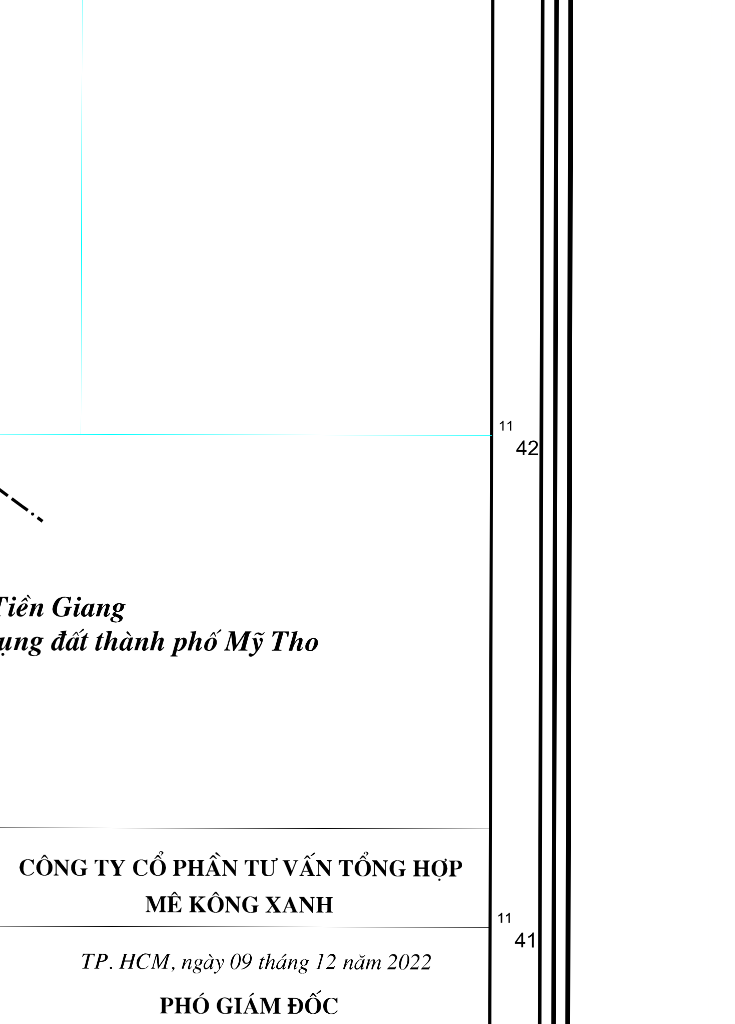 11
42
Tiền Giang
ụng đất thành phố Mỹ Tho
CÔNG TY CỔ PHẦN TƯ VẤN TỔNG HỢP
MÊ KÔNG XANH
11
41
TP. HCM, ngày 09 tháng 12 năm 2022
PHÓ GIÁM ĐỐC